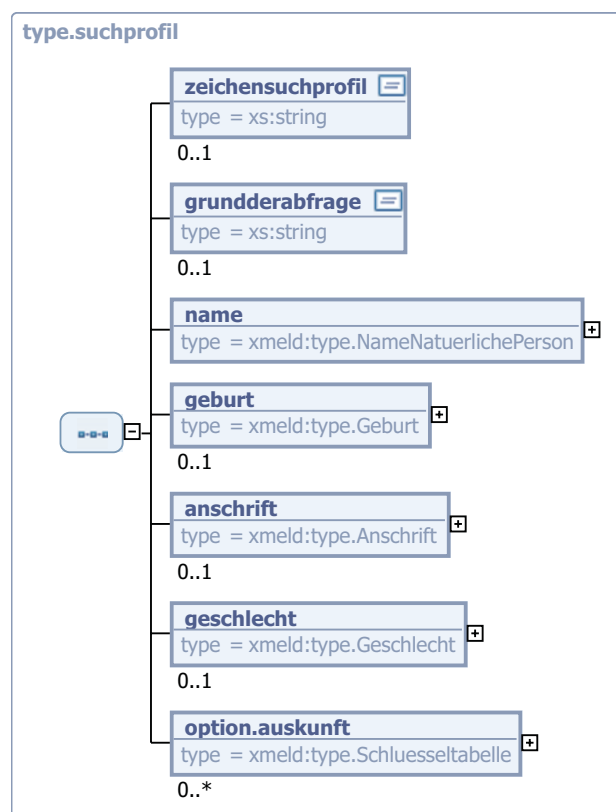 type.suchprofil
zeichensuchprofil
type = xs:string
0..1
grundderabfrage
type = xs:string
0..1
name
type = xmeld:type.NameNatuerlichePerson
geburt
type = xmeld:type.Geburt
0..1
anschrift
type = xmeld:type.Anschrift
0..1
geschlecht
type = xmeld:type.Geschlecht
0..1
option.auskunft
type = xmeld:type.Schluesseltabelle
0..*